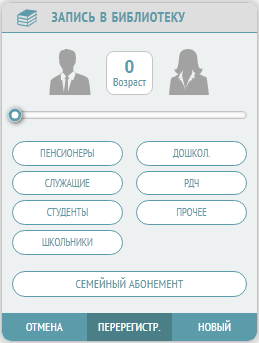 ЗАПИСЬ В БИБЛИОТЕКУ
0
Возраст
ПЕНСИОНЕРЫ ДОШКОЛ.
СЛУЖАЩИЕ РДЧ
СТУДЕНТЫ ПРОЧЕЕ
ШКОЛЬНИКИ
СЕМЕЙНЫЙ АБОНЕМЕНТ
ОТМЕНА ПЕРЕРЕГИСТР. НОВЫЙ